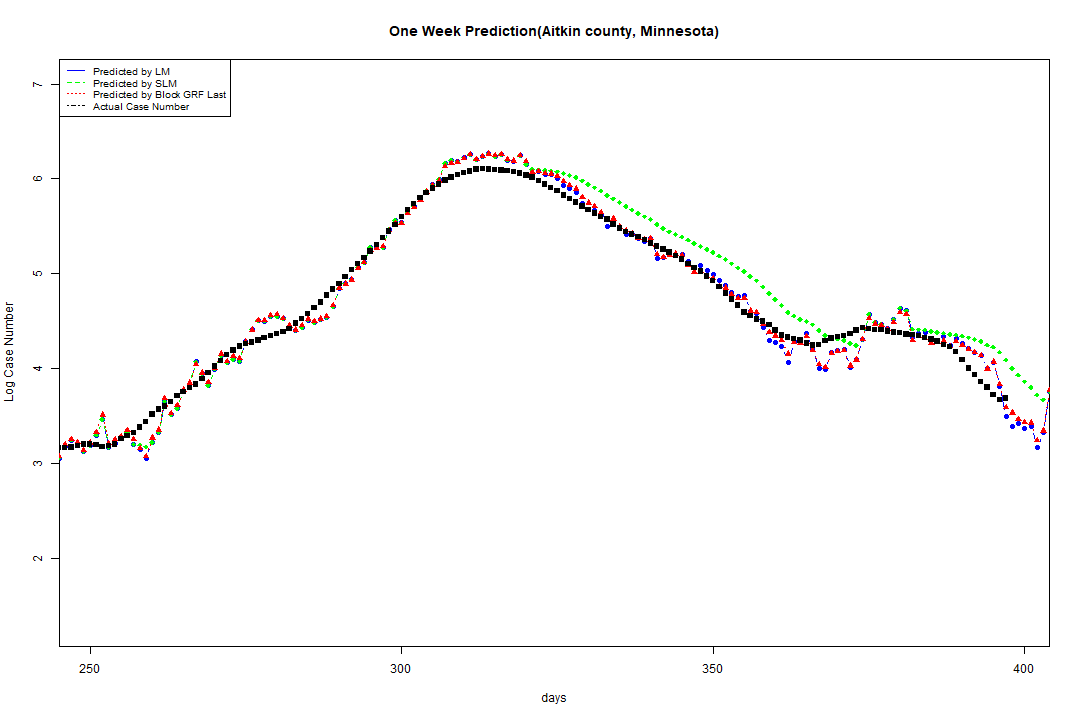 One Week Prediction(Aitkin county, Minnesota)
Predicted by LM
Predicted by SLM
Predicted by Block GRF Last
Actual Case Number
7
6
5
4
3
2
Log Case Number
250
300
350
400
days